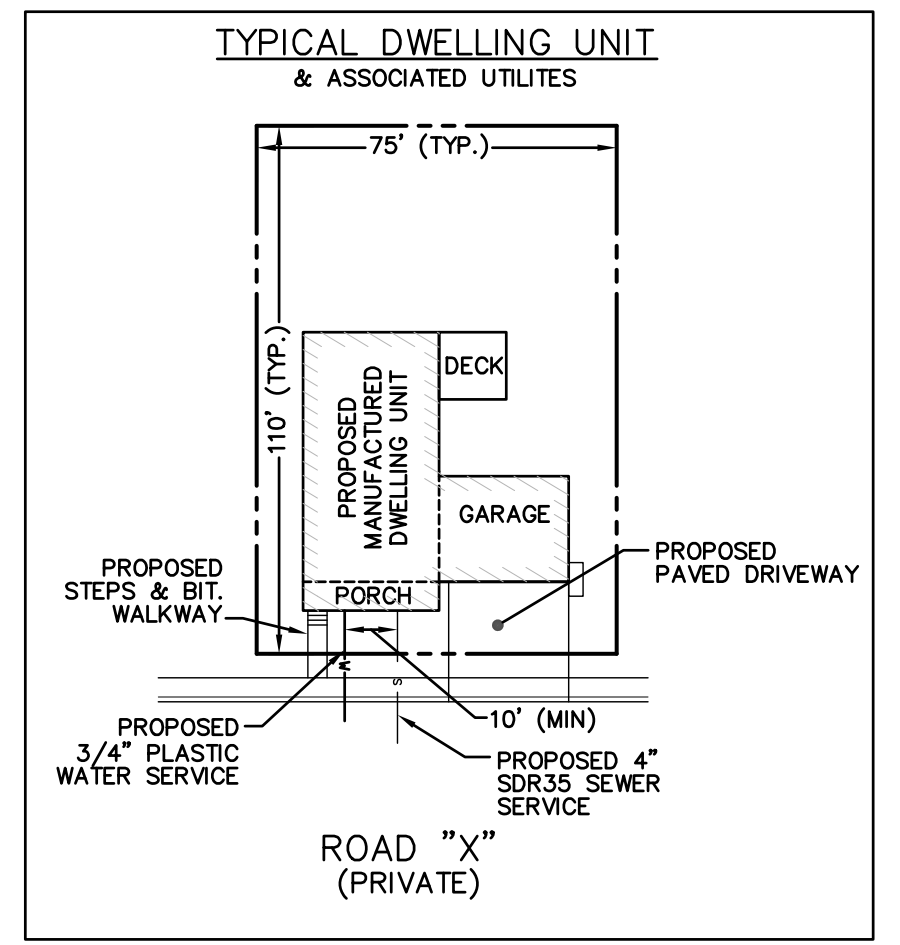 TYPICAL DWELLING UNIT
& ASSOCIATED UTILITES
75' (TYP.)
110' (TYP.)
DECK
PROPOSED
MANUFACTURED
DWELLING UNIT
GARAGE
PROPOSED
PAVED DRIVEWAY
PROPOSED
STEPS & BIT.
WALKWAY
PORCH
W
S
10' (MIN)
PROPOSED
3/4" PLASTIC
WATER SERVICE
PROPOSED 4"
SDR35 SEWER
SERVICE
ROAD "X"
(PRIVATE)